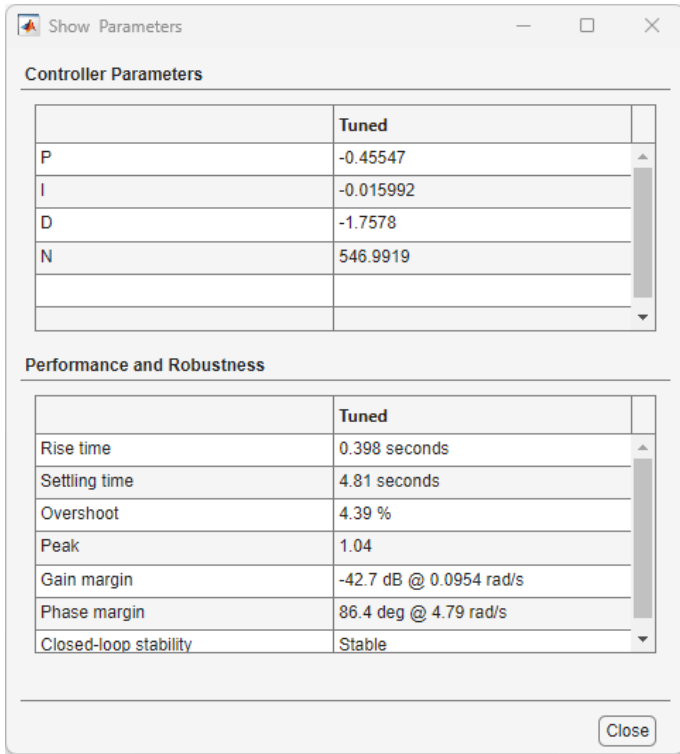 Show Parameters
Controller Parameters
Tuned
P -0.45547
I -0.015992
D -1.7578
N 546.9919
Performance and Robustness
Tuned
Rise time 0.398 seconds
Settling time 4.81 seconds
Overshoot 4.39 %
Peak 1.04
Gain margin -42.7 dB @ 0.0954 rad/s
Phase margin 86.4 deg @ 4.79 rad/s
Closed-loop stability Stable
Close